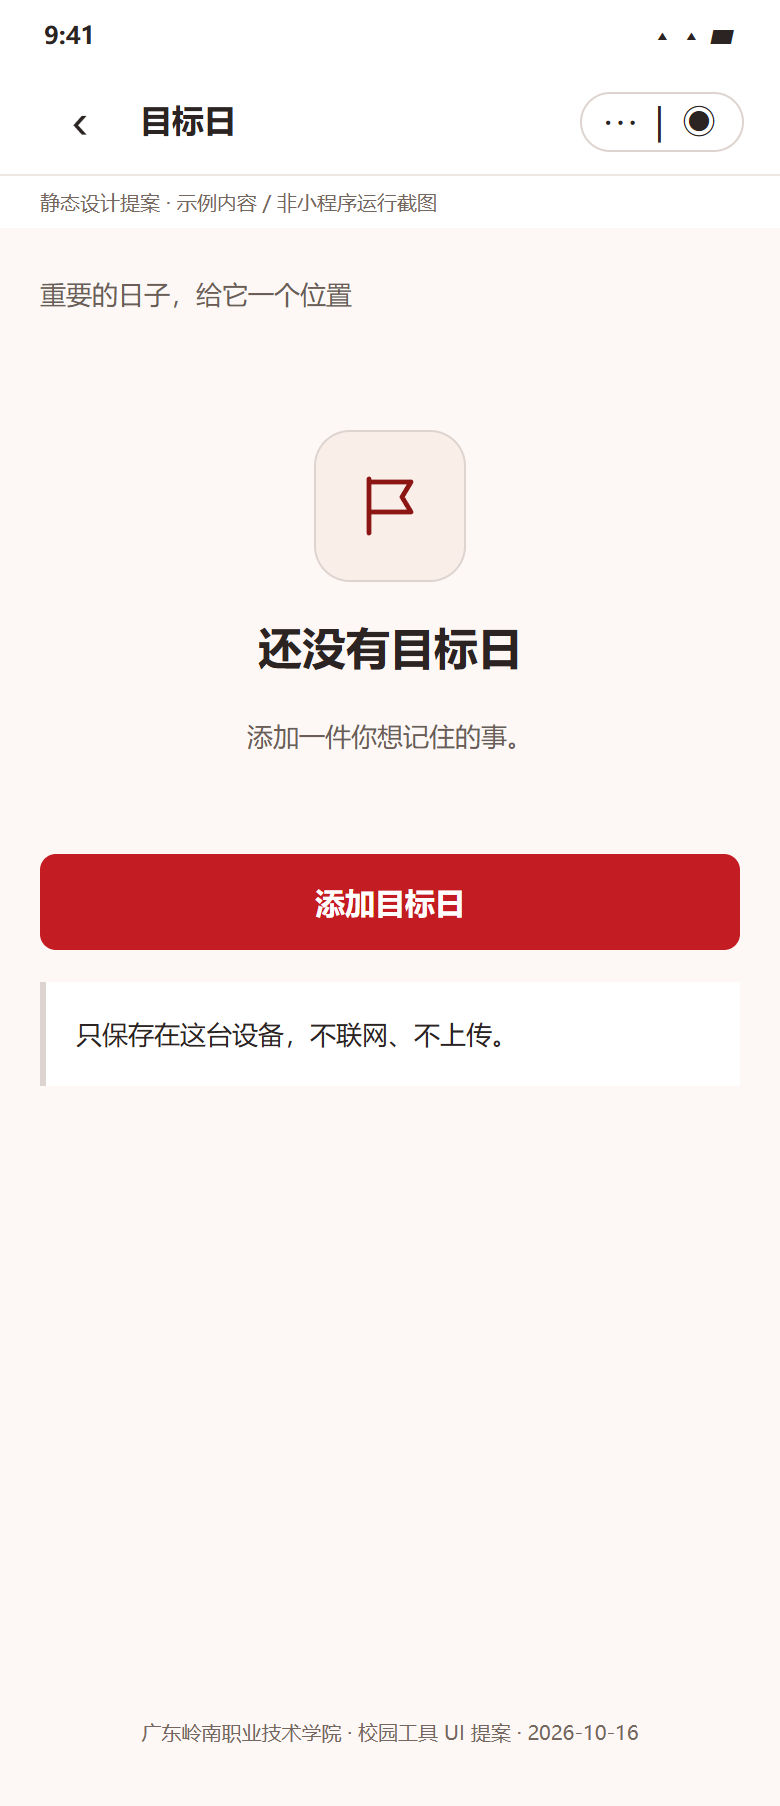 9:41
目标日
静态设计提案 · 示例内容 / 非小程序运行截图
重要的日子，给它一个位置
还没有目标日
添加一件你想记住的事。
添加目标日
只保存在这台设备，不联网、不上传。
广东岭南职业技术学院 · 校园工具 UI 提案 · 2026-10-16